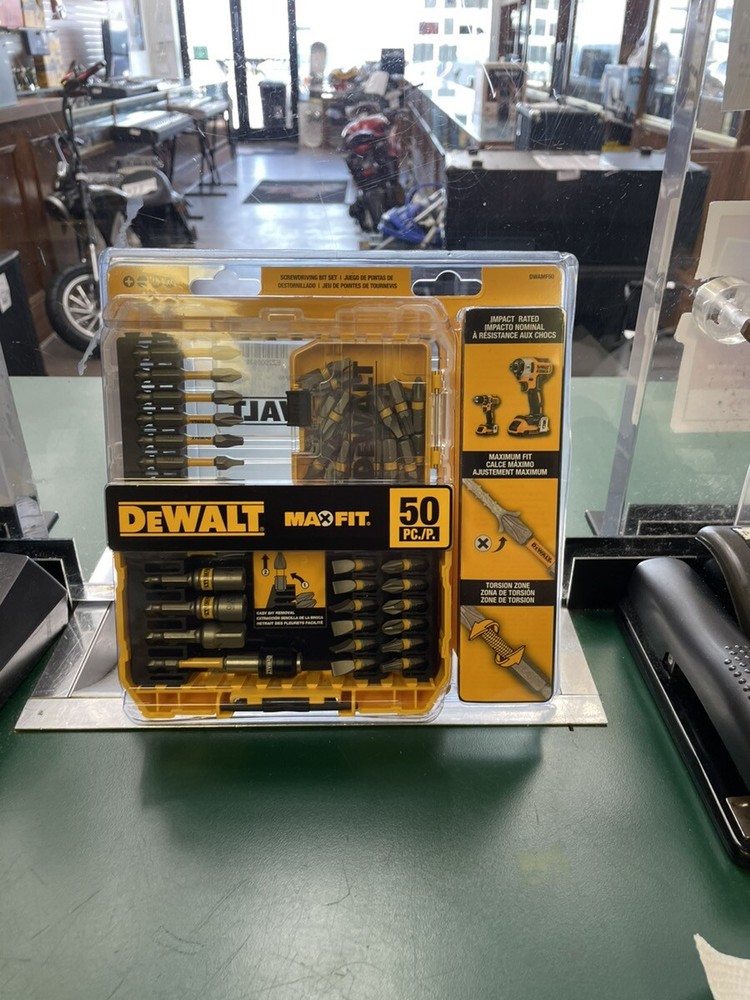 SCREWDRIVING BIT SET | JUEGO DE PUNTAS DE
DESTORNILLADO | JEU DE POINTES DE TOURNEVIS
DWAMF50
IMPACT RATED
IMPACTO NOMINAL
À RÉSISTANCE AUX CHOCS
MAXIMUM FIT
CALCE MÁXIMO
AJUSTEMENT MAXIMUM
DEWALT
MAXFIT.
50
PC./P.
DEWALT
TORSION ZONE
ZONA DE TORSIÓN
ZONE DE TORSION
EASY BIT REMOVAL
EXTRACCIÓN SENCILLA DE LA BROCA
RETRAIT DES FLEURETS FACILITÉ